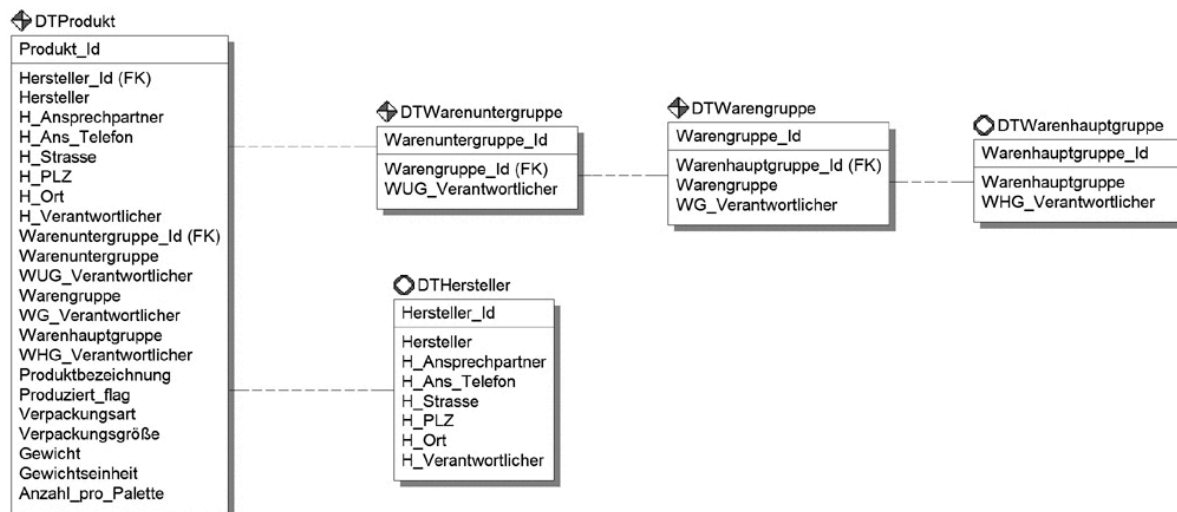 DTProdukt
Produkt_Id
Hersteller_Id (FK)
Hersteller
H_Ansprechpartner
H_Ans_Telefon
H_Strasse
H_PLZ
H_Ort
H_Verantwortlicher
Warenuntergruppe_Id (FK)
Warenuntergruppe
WUG_Verantwortlicher
Warengruppe
WG_Verantwortlicher
Warenhauptgruppe
WHG_Verantwortlicher
Produktbezeichnung
Produziert_flag
Verpackungsart
Verpackungsgröße
Gewicht
Gewichtseinheit
Anzahl_pro_Palette
DTWarenuntergruppe
Warenuntergruppe_Id
Warengruppe_Id (FK)
WUG_Verantwortlicher
DTWarengruppe
Warengruppe_Id
Warenhauptgruppe_Id (FK)
Warengruppe
WG_Verantwortlicher
DTWarenhauptgruppe
Warenhauptgruppe_Id
Warenhauptgruppe
WHG_Verantwortlicher
DTHersteller
Hersteller_Id
Hersteller
H_Ansprechpartner
H_Ans_Telefon
H_Strasse
H_PLZ
H_Ort
H_Verantwortlicher